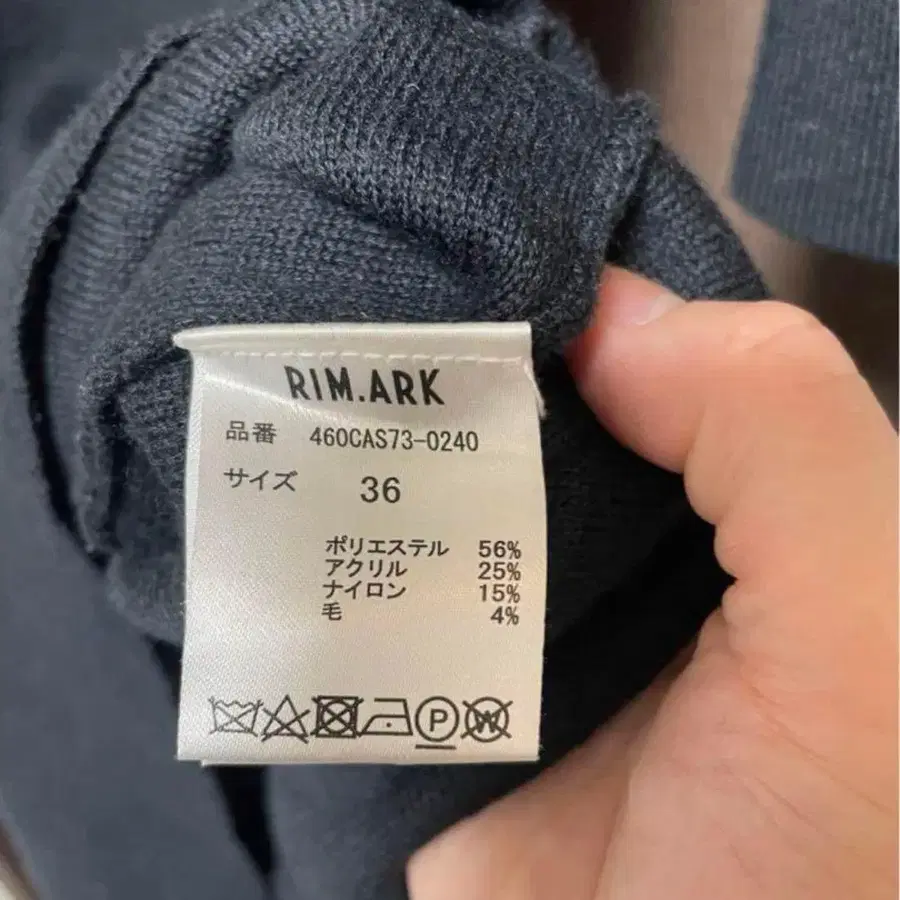 RIM.ARK
品番 460CAS73-0240
サイズ 36
ポリエステル 56%
アクリル 25%
ナイロン 15%
毛 4%
P W